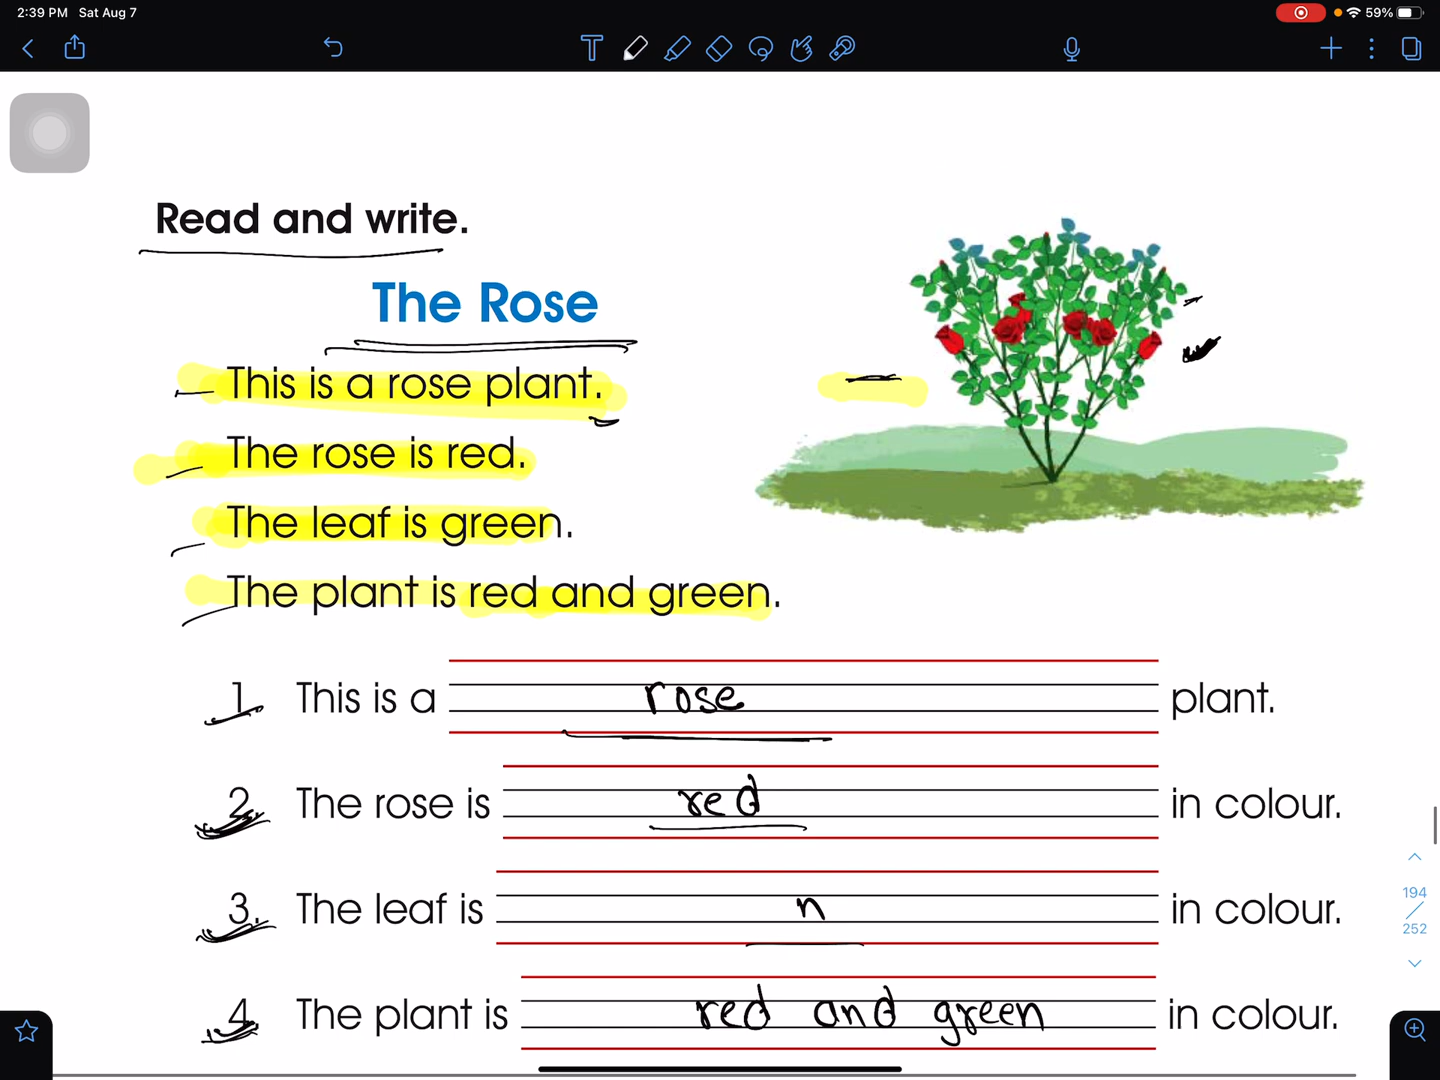 2:39 PM Sat Aug 7 59%
Read and write.
The Rose
This is a rose plant.
The rose is red.
The leaf is green.
The plant is red and green.
1. This is a rose plant.
2. The rose is red in colour.
3. The leaf is n in colour.
4. The plant is red and green in colour.
194
252